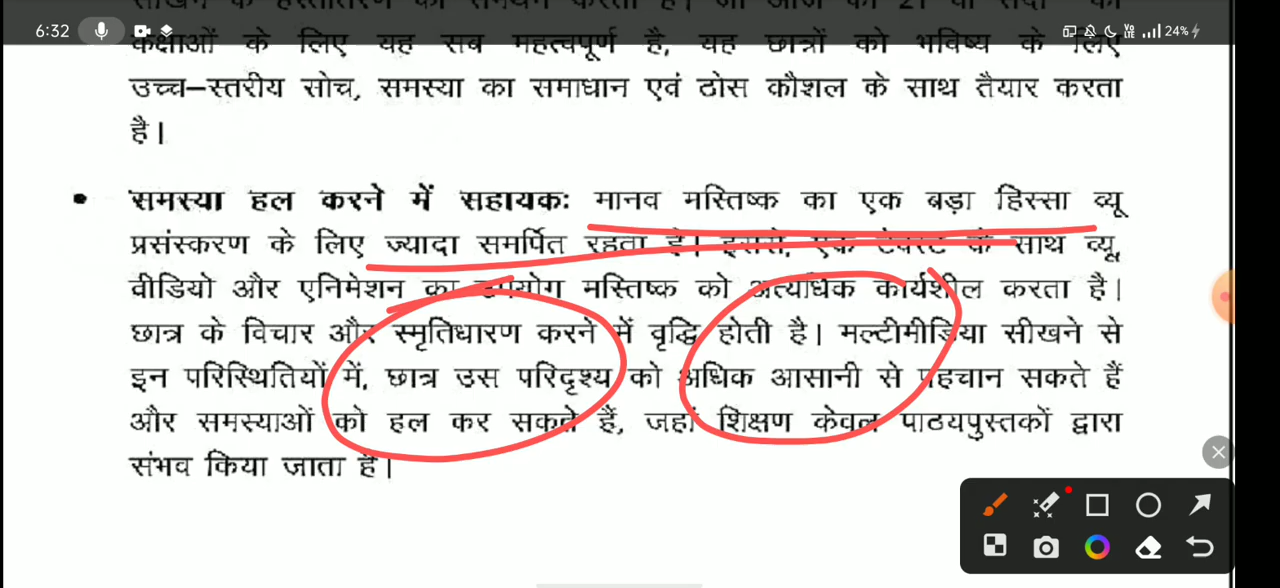 6:32
24%
कक्षाओं के लिए यह सब महत्वपूर्ण है, यह छात्रों को भविष्य के लिए
उच्च–स्तरीय सोच, समस्या का समाधान एवं ठोस कौशल के साथ तैयार करता
है।
• समस्या हल करने में सहायकः मानव मस्तिष्क का एक बड़ा हिस्सा व्यू
प्रसंस्करण के लिए ज्यादा समर्पित रहता है। इससे, एक टेक्स्ट के साथ व्यू,
वीडियो और एनिमेशन का उपयोग मस्तिष्क को अत्यधिक कार्यशील करता है।
छात्र के विचार और स्मृतिधारण करने में वृद्धि होती है। मल्टीमीडिया सीखने से
इन परिस्थितियों में, छात्र उस परिदृश्य को अधिक आसानी से पहचान सकते हैं
और समस्याओं को हल कर सकते हैं, जहां शिक्षण केवल पाठयपुस्तकों द्वारा
संभव किया जाता है।